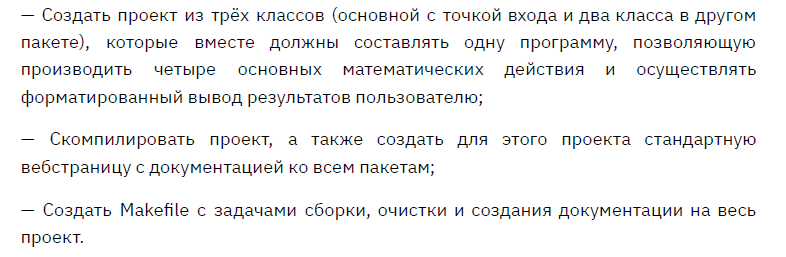 — Создать проект из трёх классов (основной с точкой входа и два класса в другом
пакете), которые вместе должны составлять одну программу, позволяющую
производить четыре основных математических действия и осуществлять
форматированный вывод результатов пользователю;
— Скомпилировать проект, а также создать для этого проекта стандартную
вебстраницу с документацией ко всем пакетам;
— Создать Makefile с задачами сборки, очистки и создания документации на весь
проект.